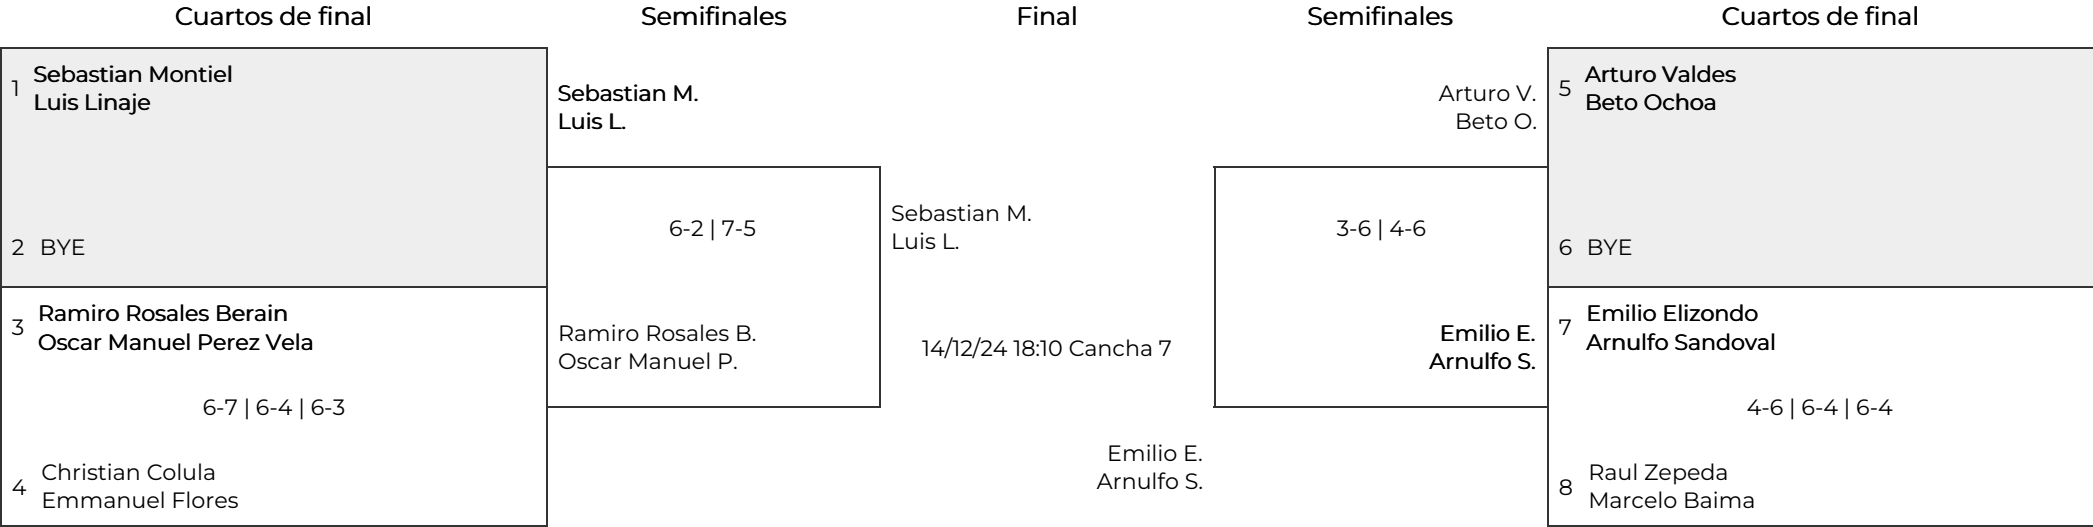 Cuartos de final
Semifinales
Final
Semifinales
Cuartos de final
1
Sebastian Montiel
Luis Linaje
2 BYE
3
Ramiro Rosales Berain
Oscar Manuel Perez Vela
6-7 | 6-4 | 6-3
4
Christian Colula
Emmanuel Flores
Sebastian M.
Luis L.
6-2 | 7-5
Ramiro Rosales B.
Oscar Manuel P.
Sebastian M.
Luis L.
14/12/24 18:10 Cancha 7
Emilio E.
Arnulfo S.
Arturo V.
Beto O.
3-6 | 4-6
Emilio E.
Arnulfo S.
5
Arturo Valdes
Beto Ochoa
6 BYE
7
Emilio Elizondo
Arnulfo Sandoval
4-6 | 6-4 | 6-4
8
Raul Zepeda
Marcelo Baima